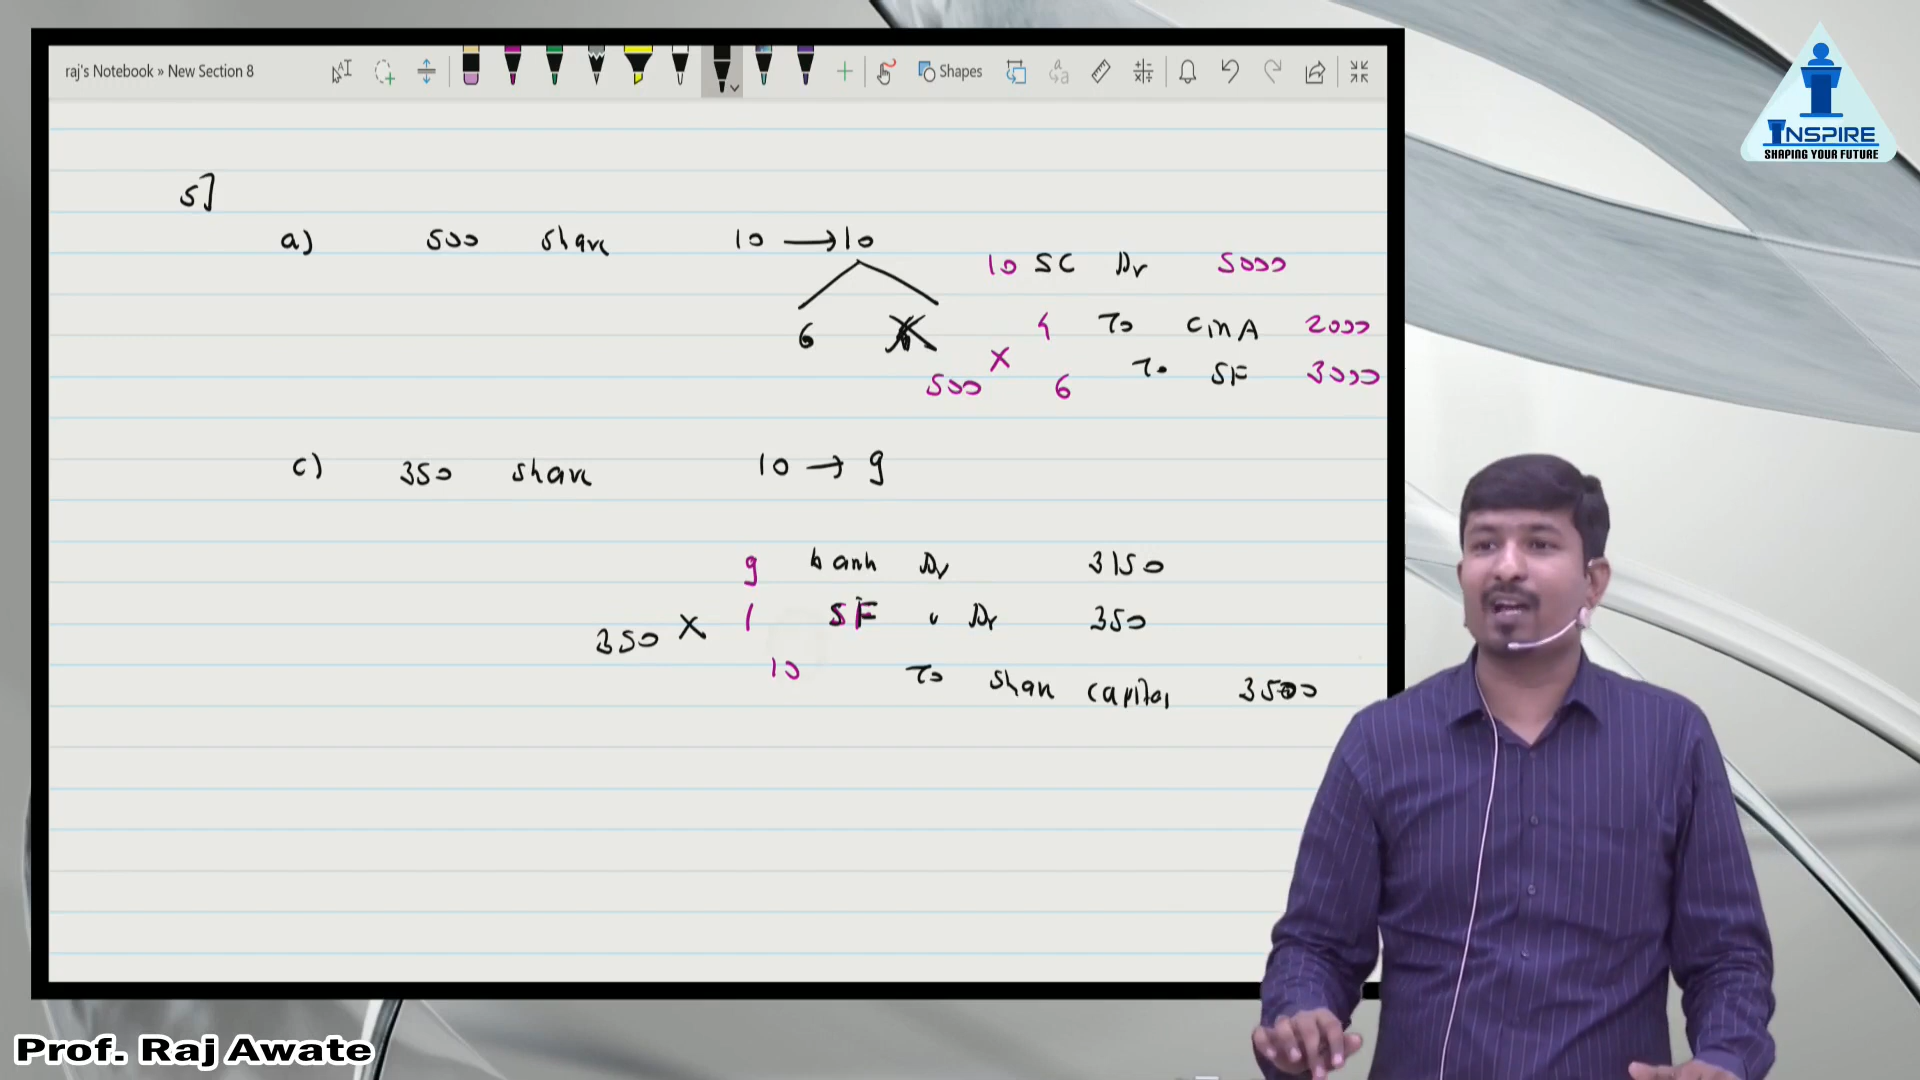 raj's Notebook » New Section 8
Shapes
INSPIRE
SHAPING YOUR FUTURE
5]
a) 500 share 10 → 10
6 4
10 SC Dr 5000
4 To CinA 2000
500 × 6 To SF 3000
c) 350 share 10 → 9
9 bank Dr 3150
350 × 1 SF Dr 350
10 To share capital 3500
Prof. Raj Awate